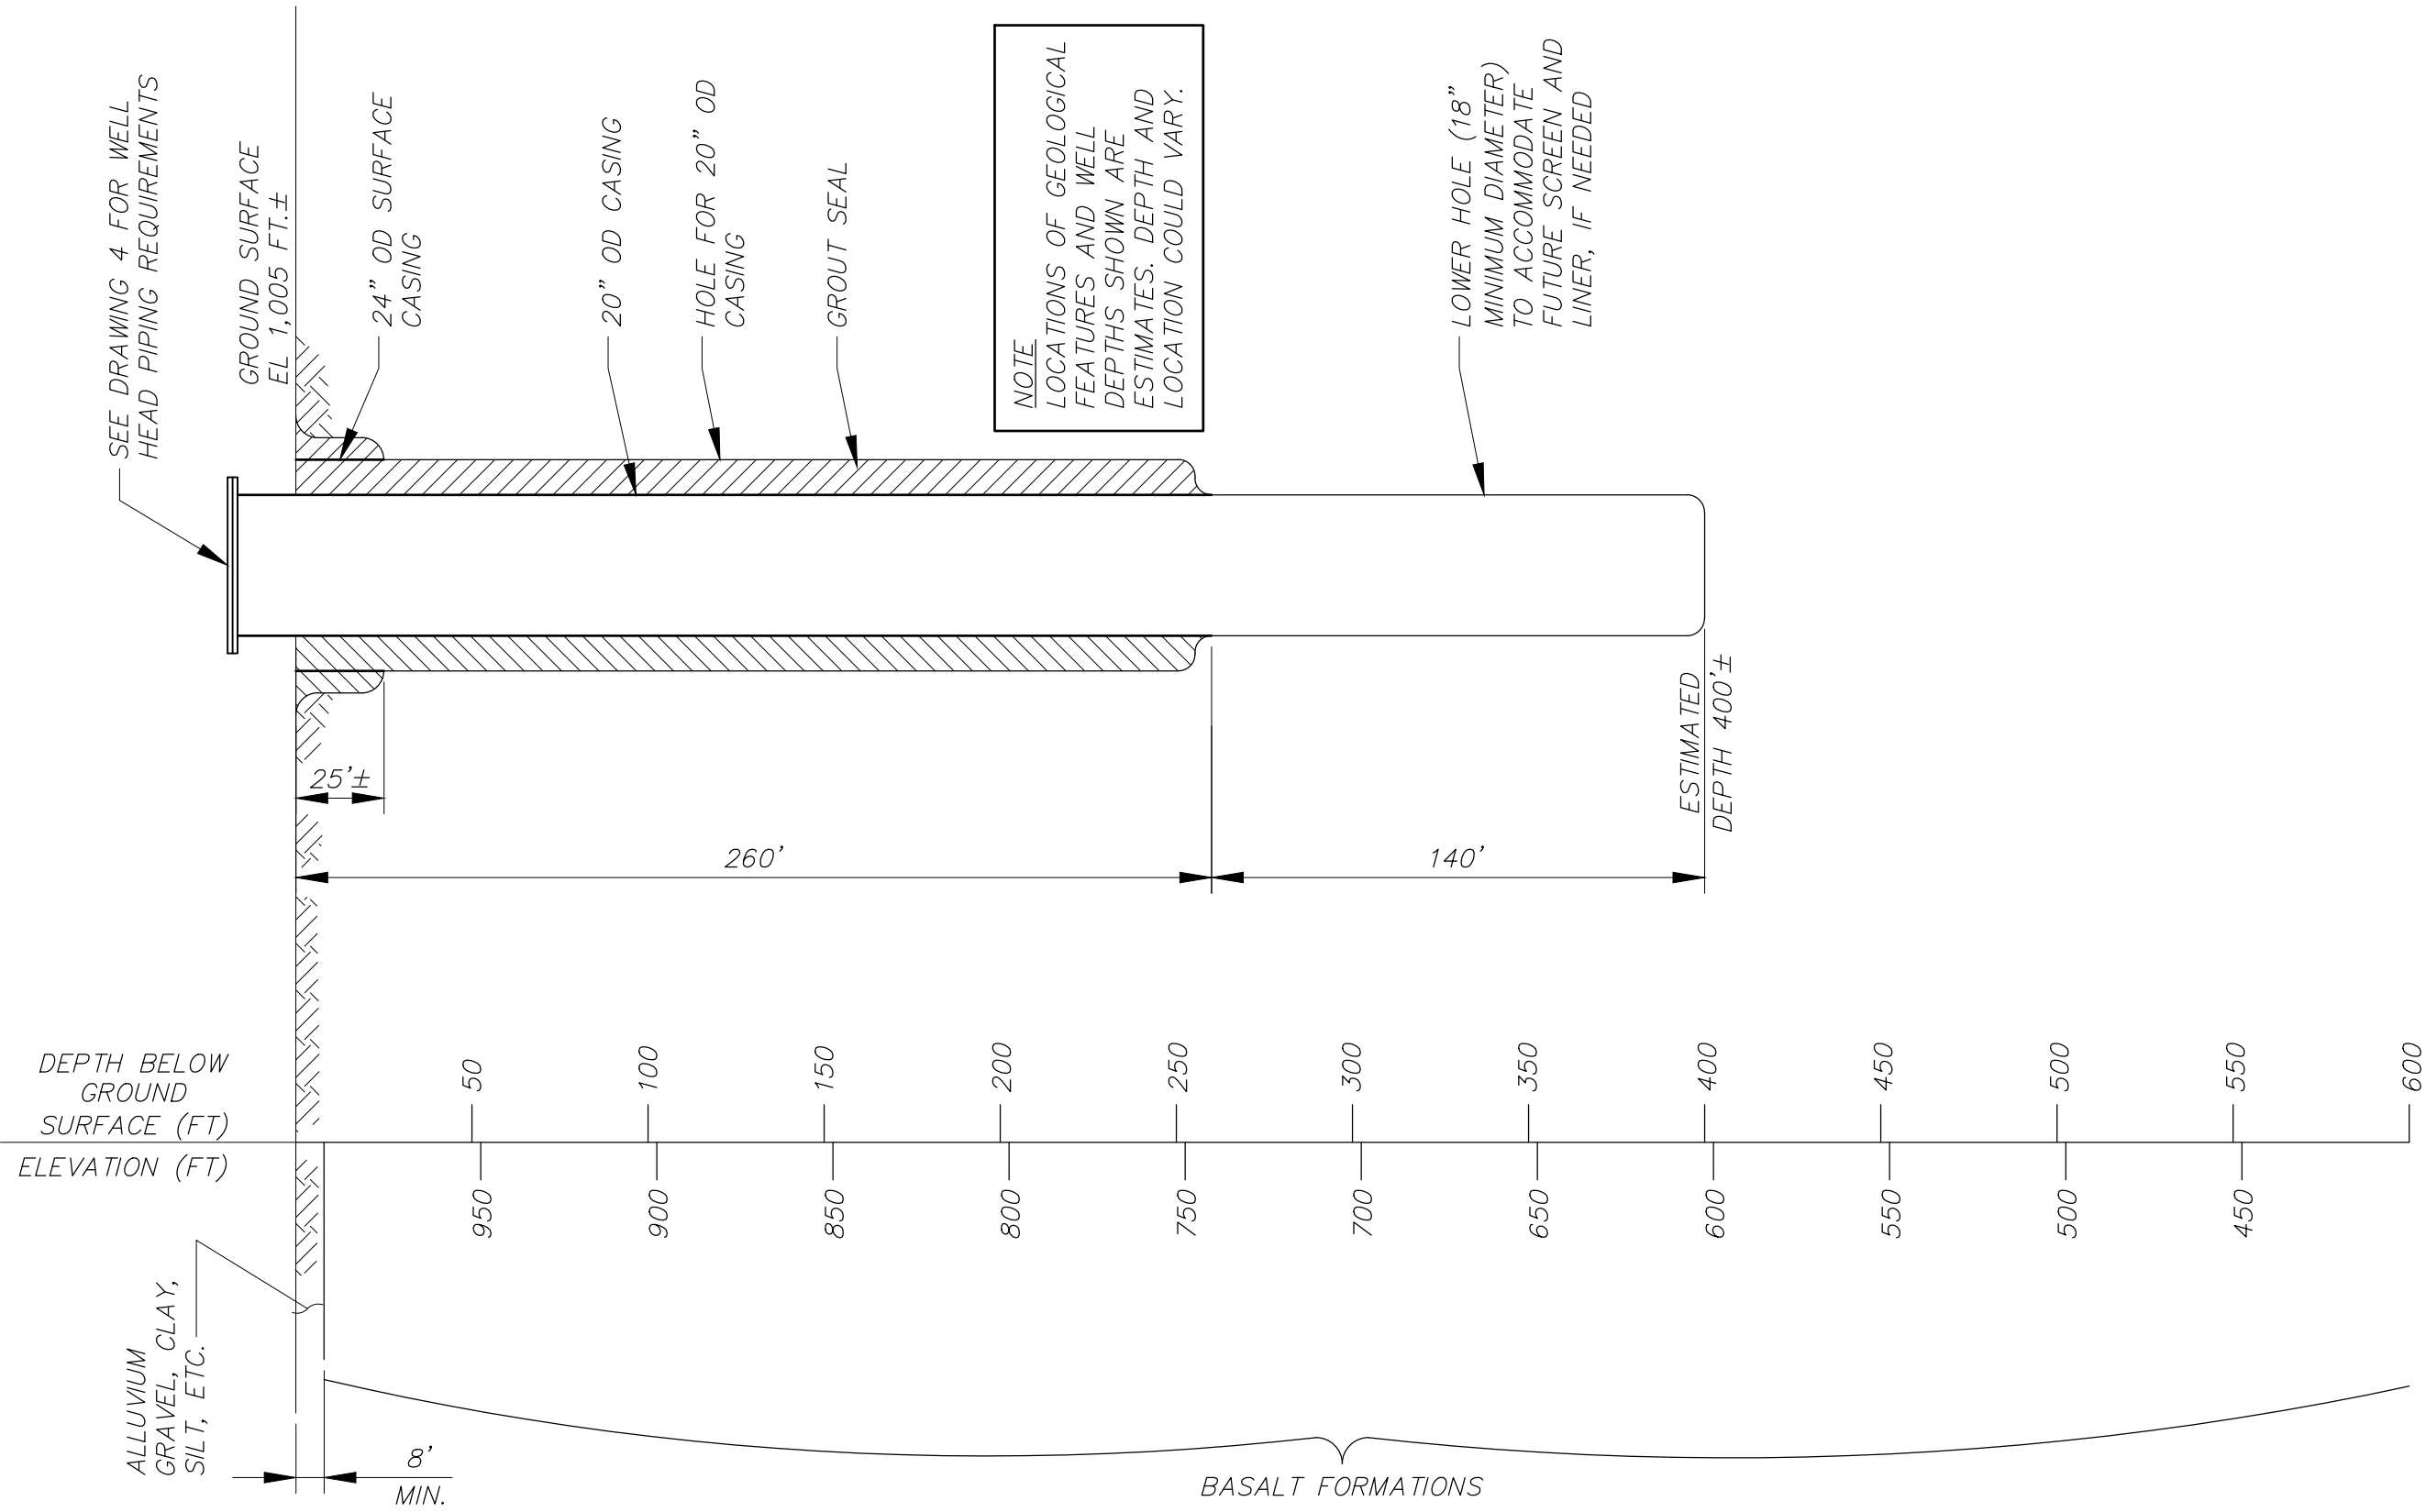 SEE DRAWING 4 FOR WELL
HEAD PIPING REQUIREMENTS
GROUND SURFACE
EL 1,005 FT.±
24" OD SURFACE
CASING
20" OD CASING
HOLE FOR 20" OD
CASING
GROUT SEAL
NOTE
LOCATIONS OF GEOLOGICAL
FEATURES AND WELL
DEPTHS SHOWN ARE
ESTIMATES. DEPTH AND
LOCATION COULD VARY.
LOWER HOLE (18"
MINIMUM DIAMETER)
TO ACCOMMODATE
FUTURE SCREEN AND
LINER, IF NEEDED
25'±
260'
140'
ESTIMATED
DEPTH 400'±
DEPTH BELOW
GROUND
SURFACE (FT)
50
100
150
200
250
300
350
400
450
500
550
600
ELEVATION (FT)
950
900
850
800
750
700
650
600
550
500
450
ALLUVIUM
GRAVEL, CLAY,
SILT, ETC.
8'
MIN.
BASALT FORMATIONS